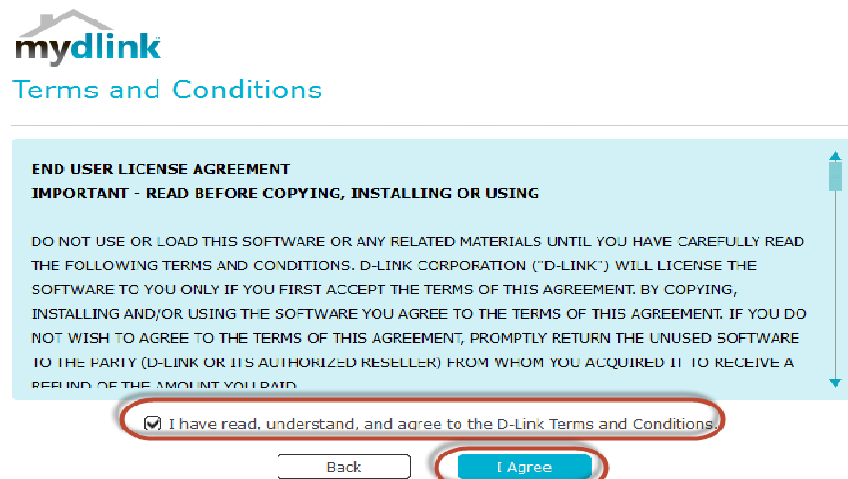 mydlink
Terms and Conditions
END USER LICENSE AGREEMENT
IMPORTANT - READ BEFORE COPYING, INSTALLING OR USING
DO NOT USE OR LOAD THIS SOFTWARE OR ANY RELATED MATERIALS UNTIL YOU HAVE CAREFULLY READ
THE FOLLOWING TERMS AND CONDITIONS. D-LINK CORPORATION ("D-LINK") WILL LICENSE THE
SOFTWARE TO YOU ONLY IF YOU FIRST ACCEPT THE TERMS OF THIS AGREEMENT. BY COPYING,
INSTALLING AND/OR USING THE SOFTWARE YOU AGREE TO THE TERMS OF THIS AGREEMENT. IF YOU DO
NOT WISH TO AGREE TO THE TERMS OF THIS AGREEMENT, PROMPTLY RETURN THE UNUSED SOFTWARE
TO THE PARTY (D-LINK OR ITS AUTHORIZED RESELLER) FROM WHOM YOU ACQUIRED IT TO RECEIVE A
REFUND OF THE AMOUNT YOU PAID
I have read, understand, and agree to the D-Link Terms and Conditions.
Back
I Agree